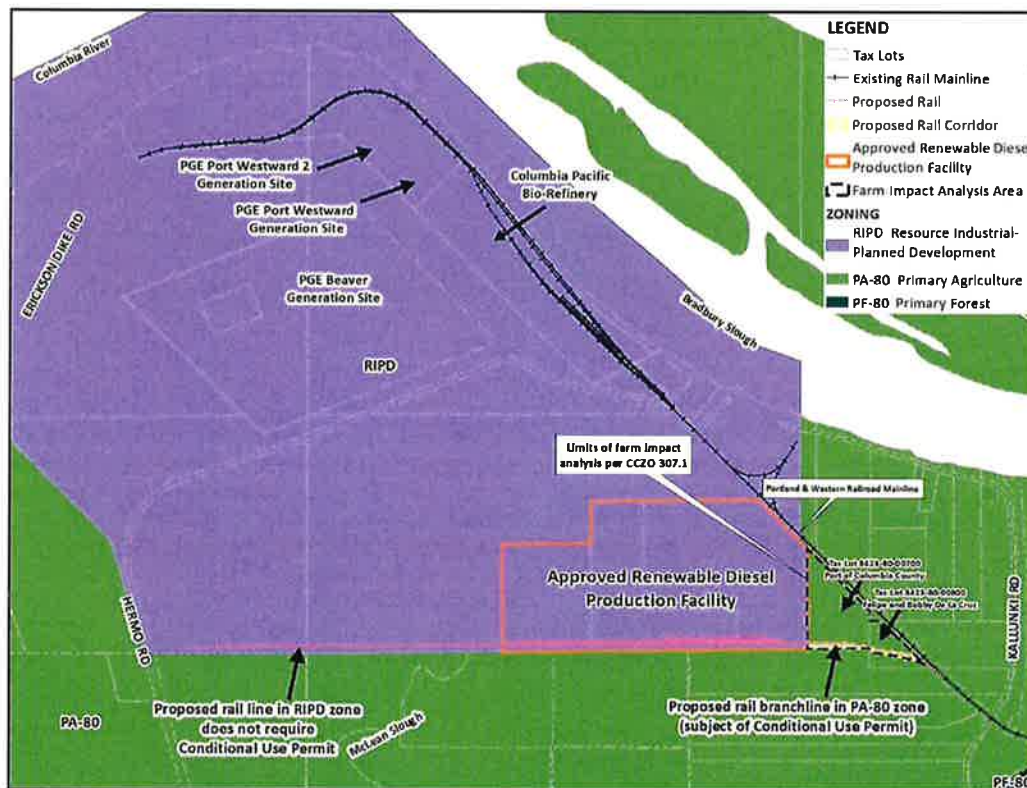 Columbia River
LEGEND
Tax Lots
Existing Rail Mainline
Proposed Rail
Proposed Rail Corridor
Approved Renewable Diesel
Production Facility
Farm Impact Analysis Area
ZONING
RIPD Resource Industrial-
Planned Development
PA-80 Primary Agriculture
PF-80 Primary Forest
PGE Port Westward 2
Generation Site
Columbia Pacific
Bio-Refinery
PGE Port Westward
Generation Site
ERICKSON DIKE RD
PGE Beaver
Generation Site
Bradbury Slough
RIPD
Limits of farm impact
analysis per CCZO 307.1
Portland & Western Railroad Mainline
Approved Renewable Diesel
Production Facility
Port of Columbia County
Felipe and Bobby De La Cruz
KALLUNKI RD
HERMO RD
Proposed rail line in RIPD zone
does not require
Conditional Use Permit
Proposed rail branchline in PA-80 zone
(subject of Conditional Use Permit)
PA-80
McLean Slough
PF-80